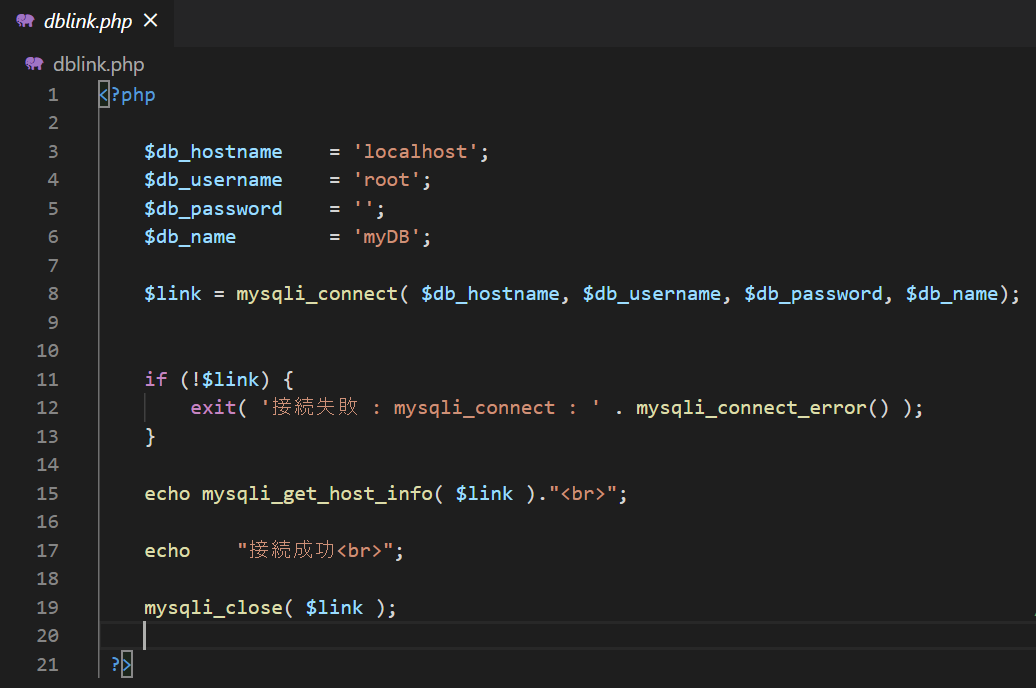 dblink.php ×
dblink.php
1 <?php
2
3 $db_hostname    = 'localhost';
4 $db_username    = 'root';
5 $db_password    = '';
6 $db_name        = 'myDB';
7
8 $link = mysqli_connect( $db_hostname, $db_username, $db_password, $db_name);
9
10
11 if (!$link) {
12     exit( '接続失敗 : mysqli_connect : ' . mysqli_connect_error() );
13 }
14
15 echo mysqli_get_host_info( $link )."<br>";
16
17 echo    "接続成功<br>";
18
19 mysqli_close( $link );
20
21 ?>